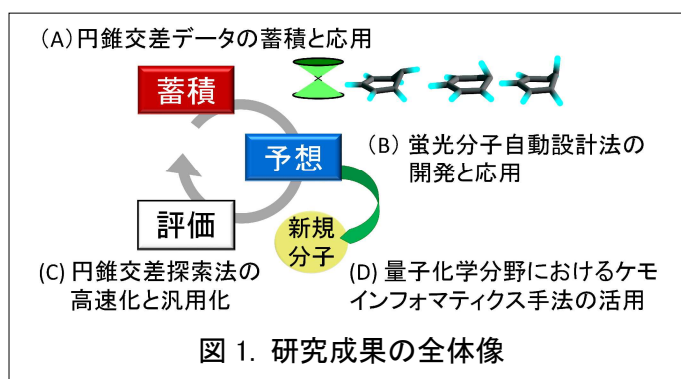 （A）円錐交差データの蓄積と応用
蓄積
予想
（B）蛍光分子自動設計法の
開発と応用
評価
新規
分子
(C) 円錐交差探索法の
高速化と汎用化
(D) 量子化学分野におけるケモ
インフォマティクス手法の活用
図 1. 研究成果の全体像